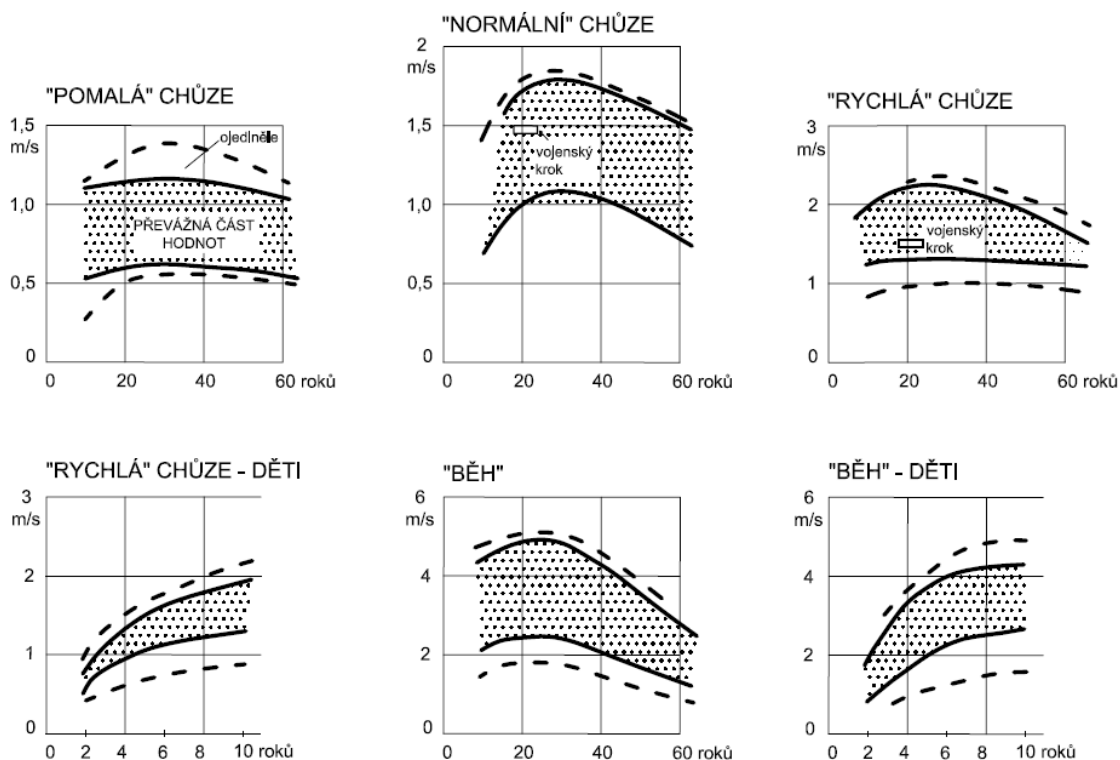 "POMALÁ" CHŮZE
1,5
m/s
1,0
0,5
0
0
20
40
60 roků
ojedlněle
PŘEVÁŽNÁ ČÁST
HODNOT
"NORMÁLNÍ" CHŮZE
2
m/s
1,5
1,0
0,5
0
0
20
40
60 roků
vojenský
krok
"RYCHLÁ" CHŮZE
3
m/s
2
1
0
0
20
40
60 roků
vojenský
krok
"RYCHLÁ" CHŮZE - DĚTI
3
m/s
2
1
0
0 2 4 6 8 10 roků
"BĚH"
6
m/s
4
2
0
0
20
40
60 roků
"BĚH" - DĚTI
6
m/s
4
2
0
0 2 4 6 8 10 roků